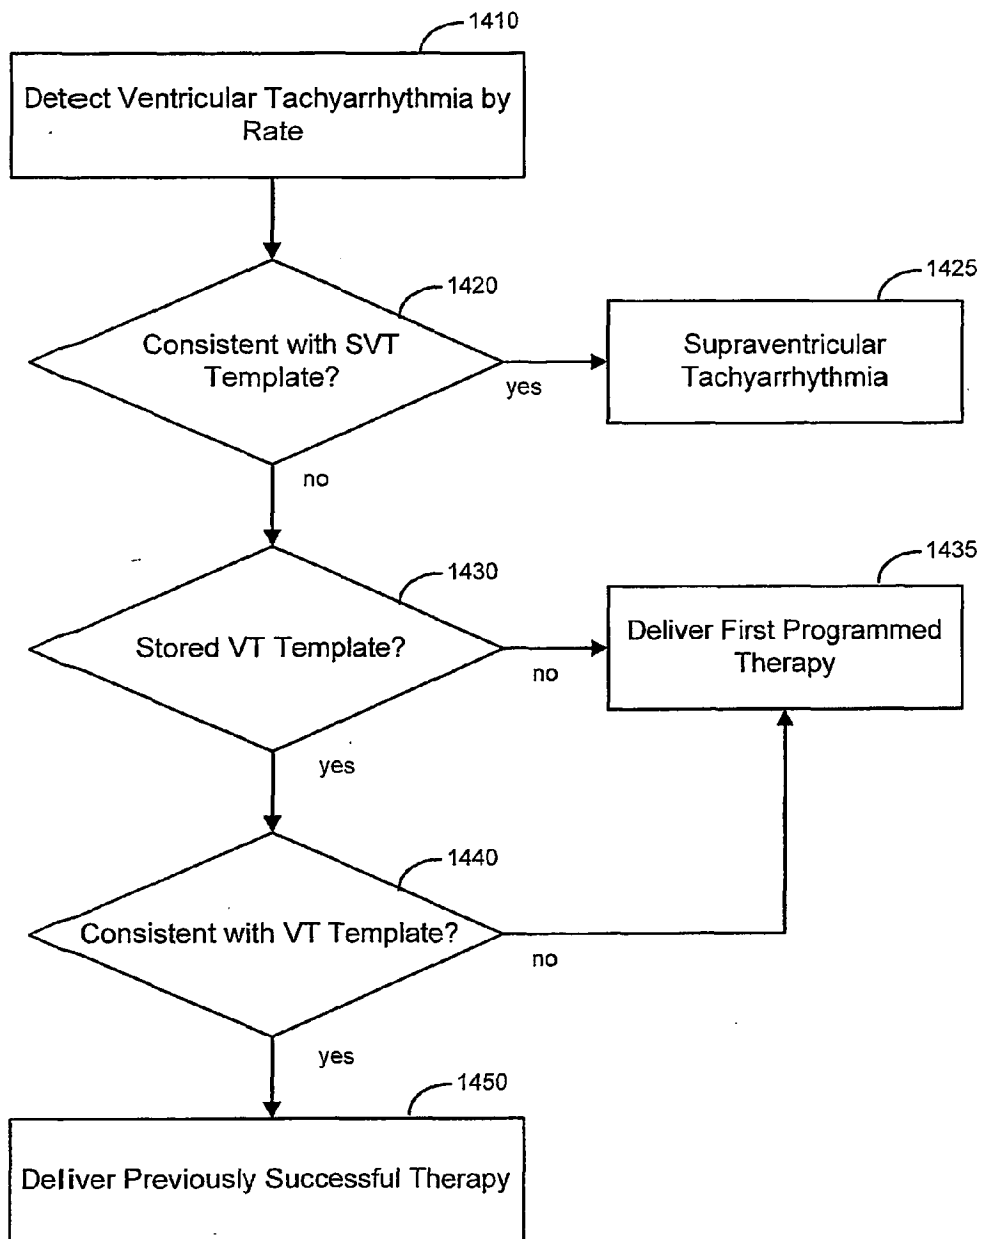 1410
Detect Ventricular Tachyarrhythmia by
Rate
1420
Consistent with SVT
Template?
yes
no
1425
Supraventricular
Tachyarrhythmia
1430
Stored VT Template?
no
yes
1435
Deliver First Programmed
Therapy
1440
Consistent with VT Template?
no
yes
1450
Deliver Previously Successful Therapy